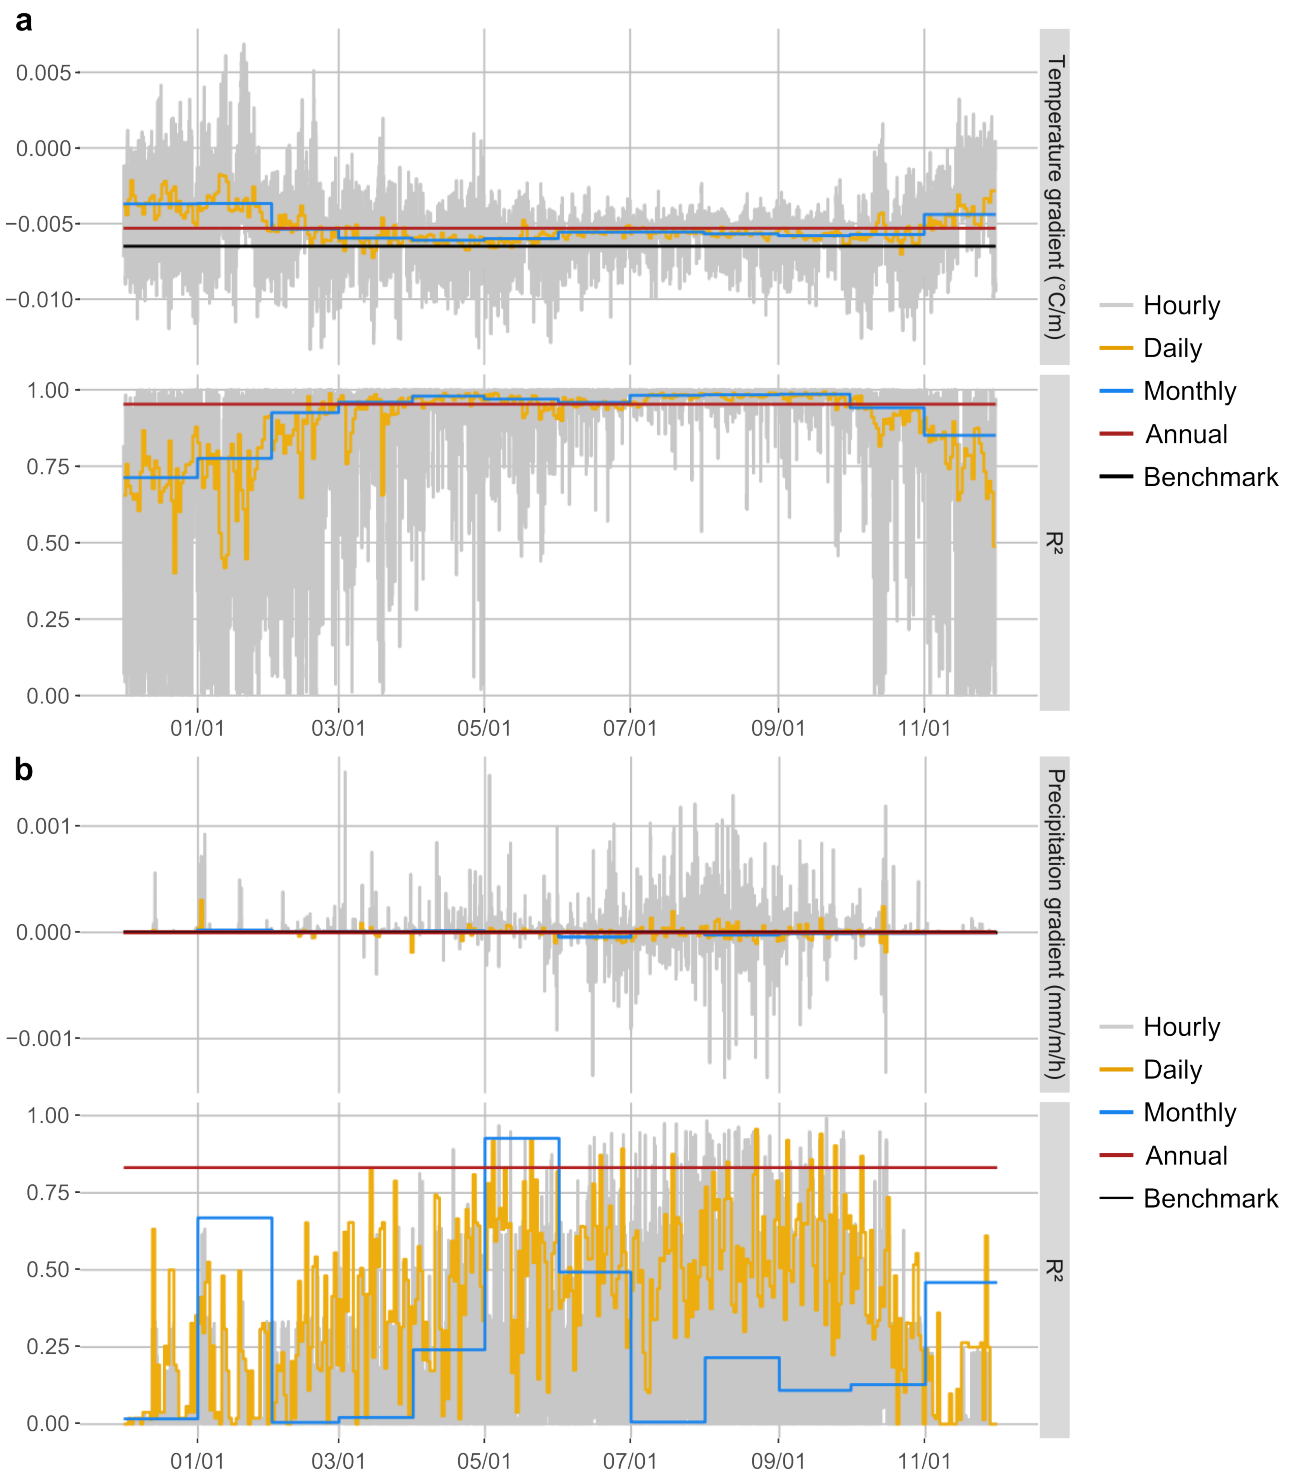 a
0.005
0.000
−0.005
−0.010
Temperature gradient (°C/m)
1.00
0.75
0.50
0.25
0.00
R²
01/01 03/01 05/01 07/01 09/01 11/01
Hourly
Daily
Monthly
Annual
Benchmark
b
0.001
0.000
−0.001
Precipitation gradient (mm/m/h)
1.00
0.75
0.50
0.25
0.00
R²
01/01 03/01 05/01 07/01 09/01 11/01
Hourly
Daily
Monthly
Annual
Benchmark